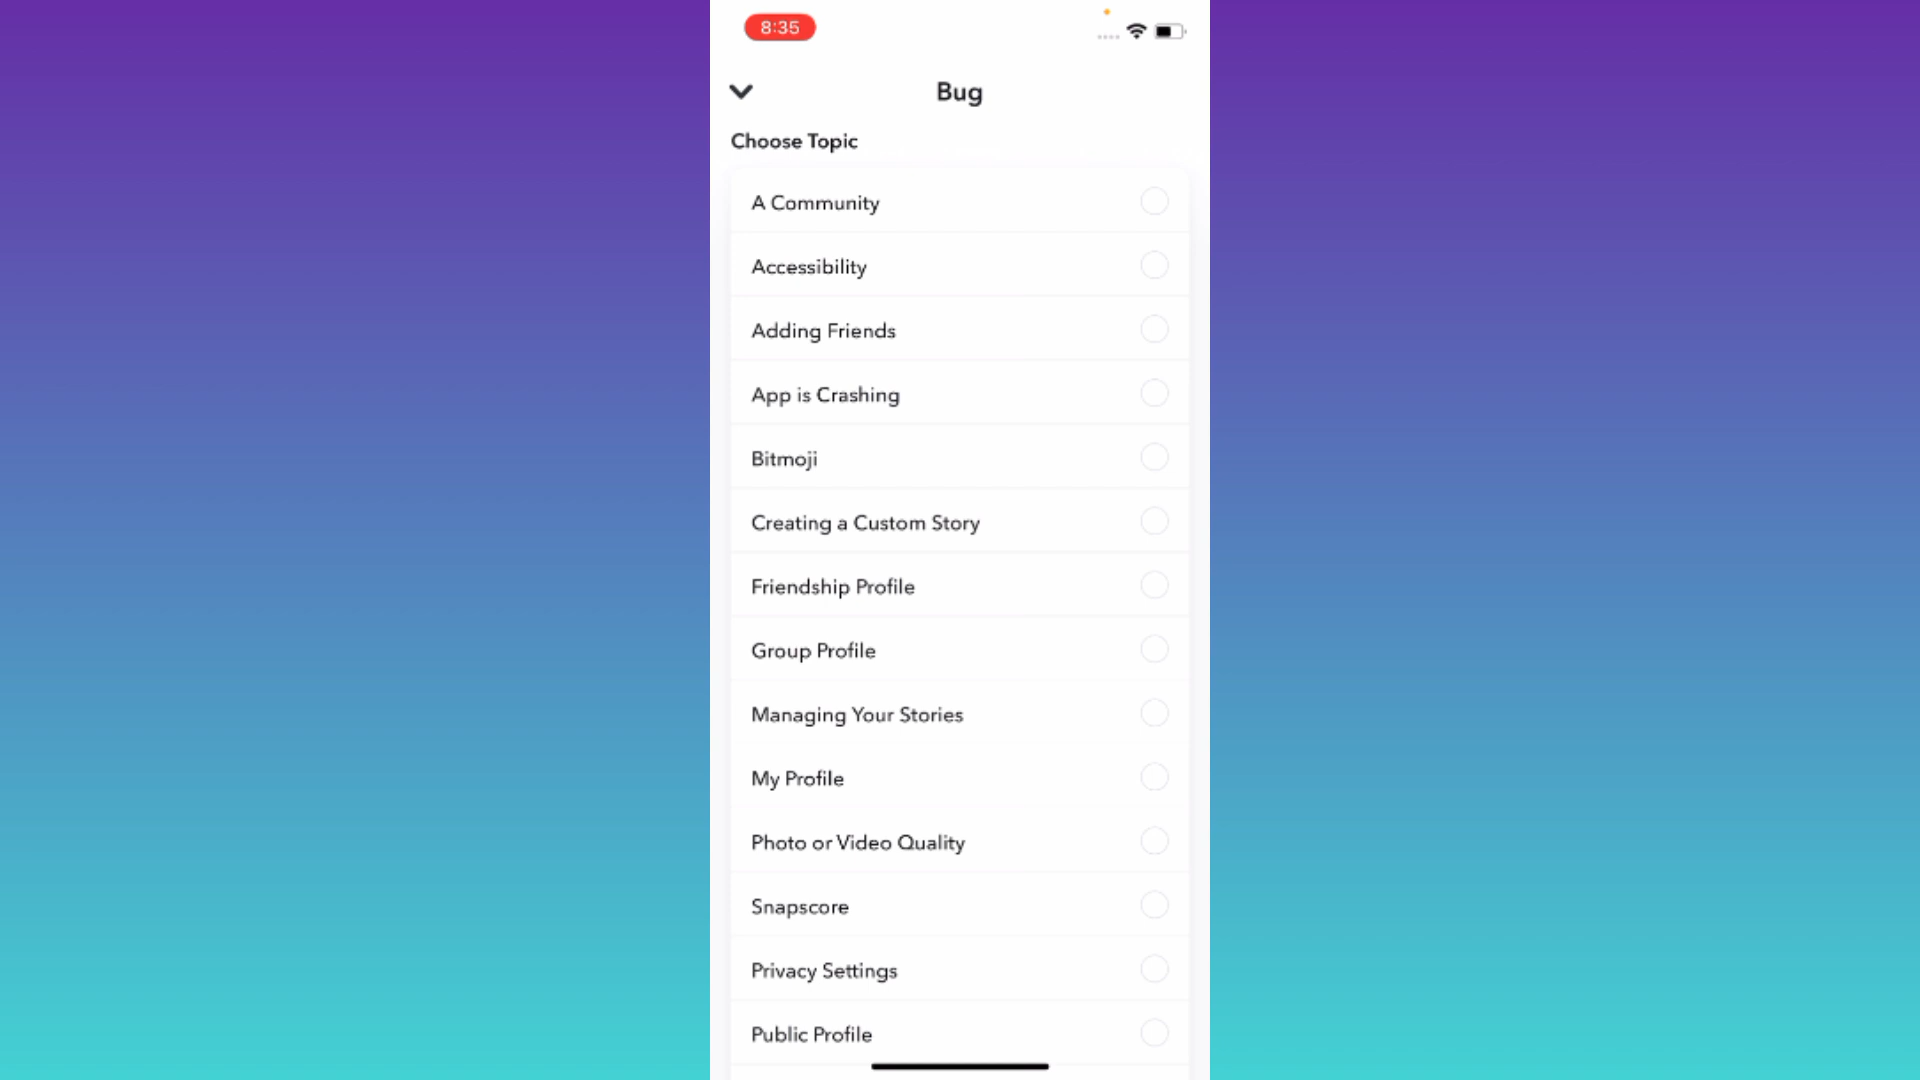 8:35
Bug
Choose Topic
A Community
Accessibility
Adding Friends
App is Crashing
Bitmoji
Creating a Custom Story
Friendship Profile
Group Profile
Managing Your Stories
My Profile
Photo or Video Quality
Snapscore
Privacy Settings
Public Profile